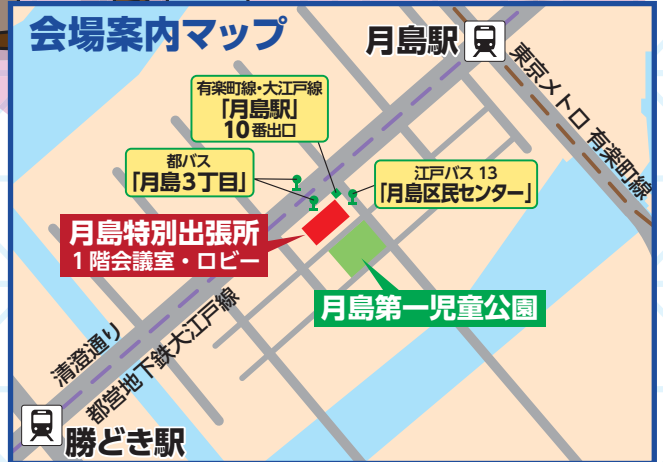 会場案内マップ
月島駅
東京メトロ 有楽町線
有楽町線・大江戸線
「月島駅」
10番出口
都バス
「月島3丁目」
江戸バス 13
「月島区民センター」
月島特別出張所
1階会議室・ロビー
月島第一児童公園
清澄通り
都営地下鉄大江戸線
勝どき駅